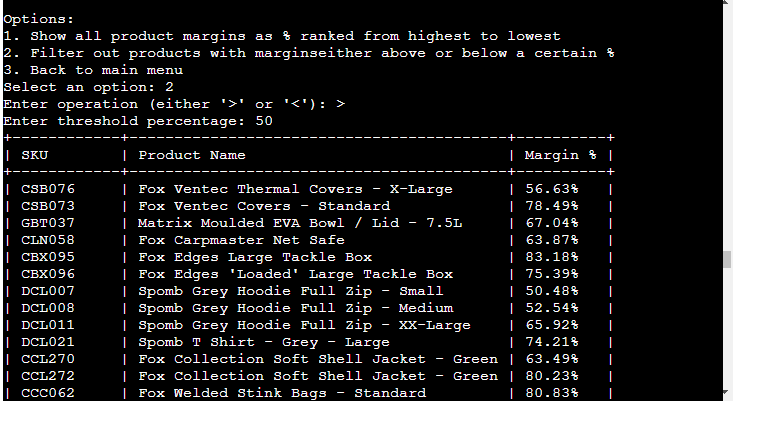 Options:
1. Show all product margins as % ranked from highest to lowest
2. Filter out products with marginseither above or below a certain %
3. Back to main menu
Select an option: 2
Enter operation (either '>' or '<'): >
Enter threshold percentage: 50
+------------+------------------------------------------+----------+
| SKU | Product Name | Margin % |
+------------+------------------------------------------+----------+
| CSB076 | Fox Ventec Thermal Covers - X-Large | 56.63% |
| CSB073 | Fox Ventec Covers - Standard | 78.49% |
| GBT037 | Matrix Moulded EVA Bowl / Lid - 7.5L | 67.04% |
| CLN058 | Fox Carpmaster Net Safe | 63.87% |
| CBX095 | Fox Edges Large Tackle Box | 83.18% |
| CBX096 | Fox Edges 'Loaded' Large Tackle Box | 75.39% |
| DCL007 | Spomb Grey Hoodie Full Zip - Small | 50.48% |
| DCL008 | Spomb Grey Hoodie Full Zip - Medium | 52.54% |
| DCL011 | Spomb Grey Hoodie Full Zip - XX-Large | 65.92% |
| DCL021 | Spomb T Shirt - Grey - Large | 74.21% |
| CCL270 | Fox Collection Soft Shell Jacket - Green | 63.49% |
| CCL272 | Fox Collection Soft Shell Jacket - Green | 80.23% |
| CCC062 | Fox Welded Stink Bags - Standard | 80.83% |